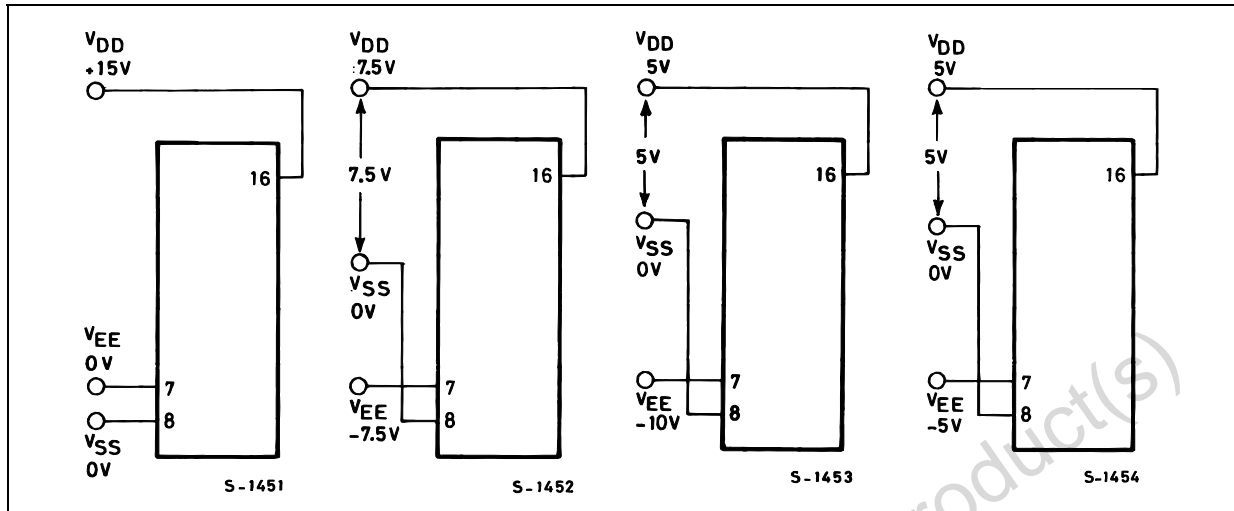 VDD
+15V
16
VEE
0V
7
8
VSS
0V
S-1451
VDD
:7.5V
16
7.5V
VSS
0V
7
VEE
-7.5V
8
S-1452
VDD
5V
16
5V
VSS
0V
7
VEE
-10V
8
S-1453
VDD
5V
16
5V
VSS
0V
7
VEE
-5V
8
S-1454
roduct(s)